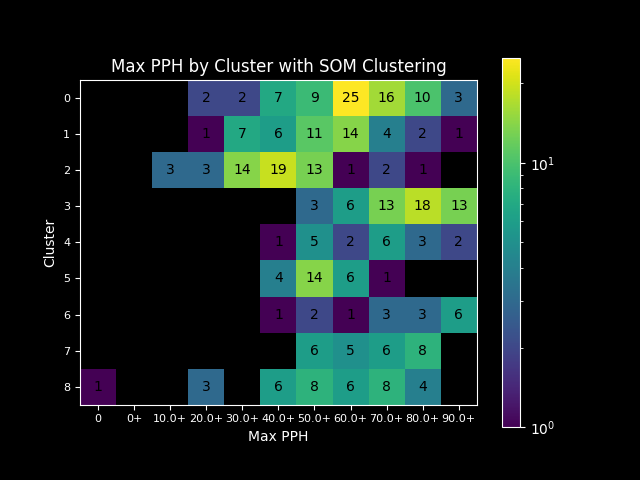 Max PPH by Cluster with SOM Clustering
0 2 2 7 9 25 16 10 3
1 1 7 6 11 14 4 2 1
2 3 3 14 19 13 1 2 1
3 3 6 13 18 13
4 1 5 2 6 3 2
5 4 14 6 1
6 1 2 1 3 3 6
7 6 5 6 8
8 1 3 6 8 6 8 4
0 0+ 10.0+ 20.0+ 30.0+ 40.0+ 50.0+ 60.0+ 70.0+ 80.0+ 90.0+
Max PPH
Cluster
10¹
10⁰